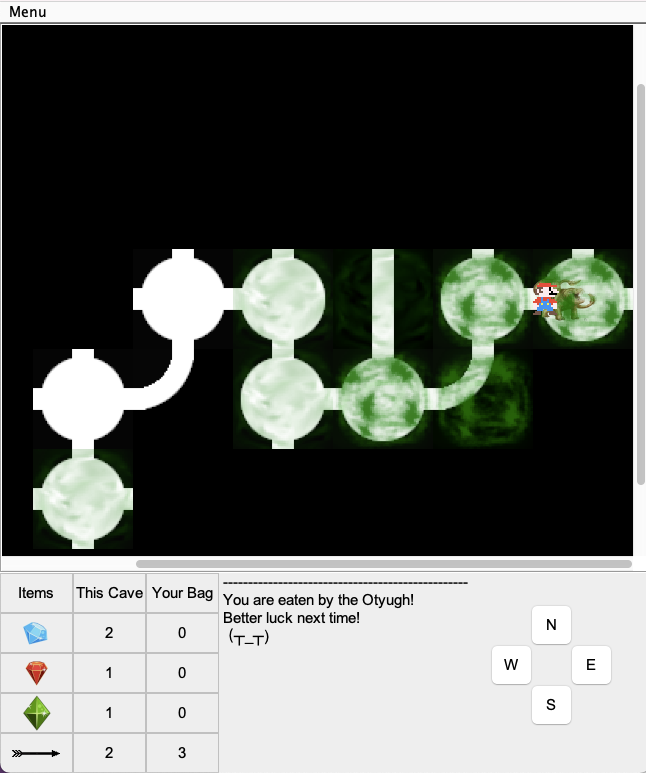 Menu
Items This Cave Your Bag
2 0
1 0
1 0
2 3
-------------------------------------------------
You are eaten by the Otyugh!
Better luck next time!
(┬_┬)
N
W E
S